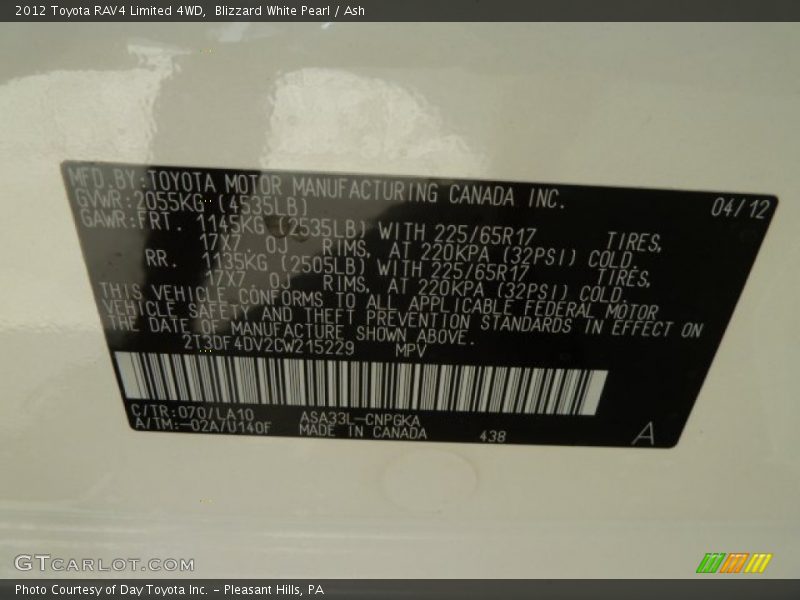 2012 Toyota RAV4 Limited 4WD,  Blizzard White Pearl / Ash
MFD.BY:TOYOTA MOTOR MANUFACTURING CANADA INC. 04/12
GVWR:2055KG (4535LB)
GAWR:FRT. 1145KG (2535LB) WITH 225/65R17 TIRES,
17X7 0J RIMS, AT 220KPA (32PSI) COLD.
RR. 1135KG (2505LB) WITH 225/65R17 TIRES,
17X7 0J RIMS, AT 220KPA (32PSI) COLD.
THIS VEHICLE CONFORMS TO ALL APPLICABLE FEDERAL MOTOR
VEHICLE SAFETY AND THEFT PREVENTION STANDARDS IN EFFECT ON
THE DATE OF MANUFACTURE SHOWN ABOVE.
2T3DF4DV2CW215229 MPV
C/TR:070/LA10 ASA33L-CNPGKA
A/TM:-02A/U140F MADE IN CANADA 438 A
GTCARLOT.COM
Photo Courtesy of Day Toyota Inc. - Pleasant Hills, PA